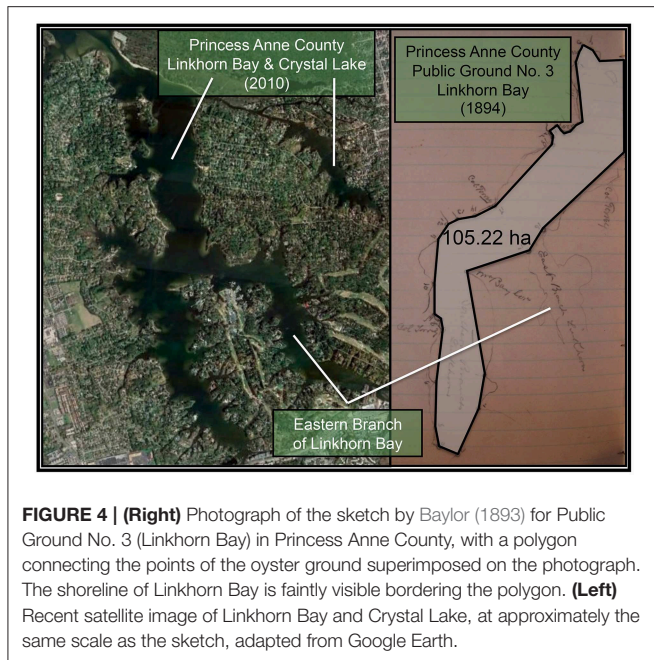 Princess Anne County
Linkhorn Bay & Crystal Lake
(2010)
Princess Anne County
Public Ground No. 3
Linkhorn Bay
(1894)
105.22 ha
Eastern Branch
of Linkhorn Bay
FIGURE 4 | (Right) Photograph of the sketch by Baylor (1893) for Public
Ground No. 3 (Linkhorn Bay) in Princess Anne County, with a polygon
connecting the points of the oyster ground superimposed on the photograph.
The shoreline of Linkhorn Bay is faintly visible bordering the polygon. (Left)
Recent satellite image of Linkhorn Bay and Crystal Lake, at approximately the
same scale as the sketch, adapted from Google Earth.